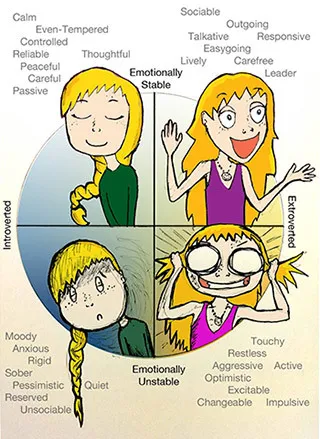 Calm
Even-Tempered
Controlled
Reliable Thoughtful
Peaceful
Careful
Passive
Sociable
Outgoing
Talkative Responsive
Easygoing
Lively Carefree
Leader
Emotionally
Stable
Introverted
Extroverted
Emotionally
Unstable
Moody
Anxious
Rigid
Sober
Pessimistic Quiet
Reserved
Unsociable
Touchy
Restless
Aggressive Active
Optimistic
Excitable
Changeable Impulsive